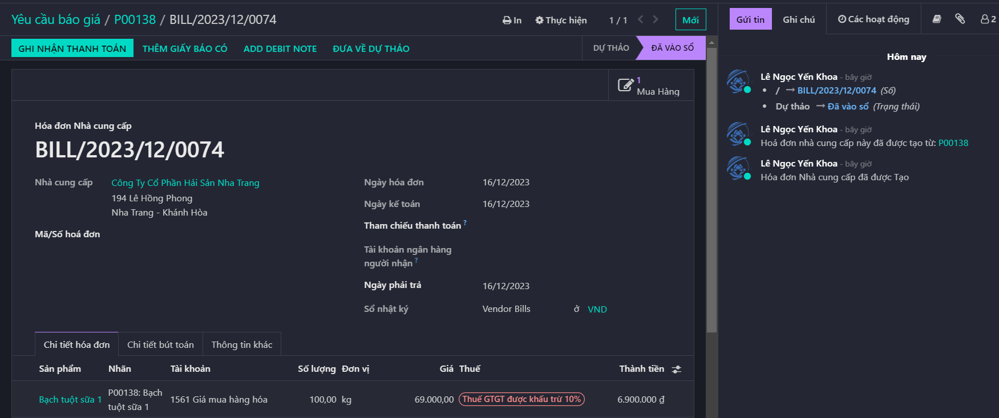 Yêu cầu báo giá / P00138 / BILL/2023/12/0074
In
Thực hiện
1 / 1
Mới
GHI NHẬN THANH TOÁN
THÊM GIẤY BÁO CÓ
ADD DEBIT NOTE
ĐƯA VỀ DỰ THẢO
DỰ THẢO
ĐÃ VÀO SỔ
1
Mua Hàng
Hóa đơn Nhà cung cấp
BILL/2023/12/0074
Nhà cung cấp
Công Ty Cổ Phần Hải Sản Nha Trang
194 Lê Hồng Phong
Nha Trang - Khánh Hòa
Mã/Số hoá đơn
Ngày hóa đơn 16/12/2023
Ngày kế toán 16/12/2023
Tham chiếu thanh toán ?
Tài khoản ngân hàng
người nhận ?
Ngày phải trả 16/12/2023
Sổ nhật ký Vendor Bills ở VND
Chi tiết hóa đơn
Chi tiết bút toán
Thông tin khác
Sản phẩm Nhãn Tài khoản Số lượng Đơn vị Giá Thuế Thành tiền
Bạch tuột sữa 1
P00138: Bạch
tuột sữa 1
1561 Giá mua hàng hóa
100,00 kg
69.000,00
Thuế GTGT được khấu trừ 10%
6.900.000 ₫
Gửi tin
Ghi chú
Các hoạt động
2
Hôm nay
Lê Ngọc Yến Khoa - bây giờ
• / → BILL/2023/12/0074 (Số)
• Dự thảo → Đã vào sổ (Trạng thái)
Lê Ngọc Yến Khoa - bây giờ
Hoá đơn nhà cung cấp này đã được tạo từ: P00138
Lê Ngọc Yến Khoa - bây giờ
Hóa đơn Nhà cung cấp đã được Tạo